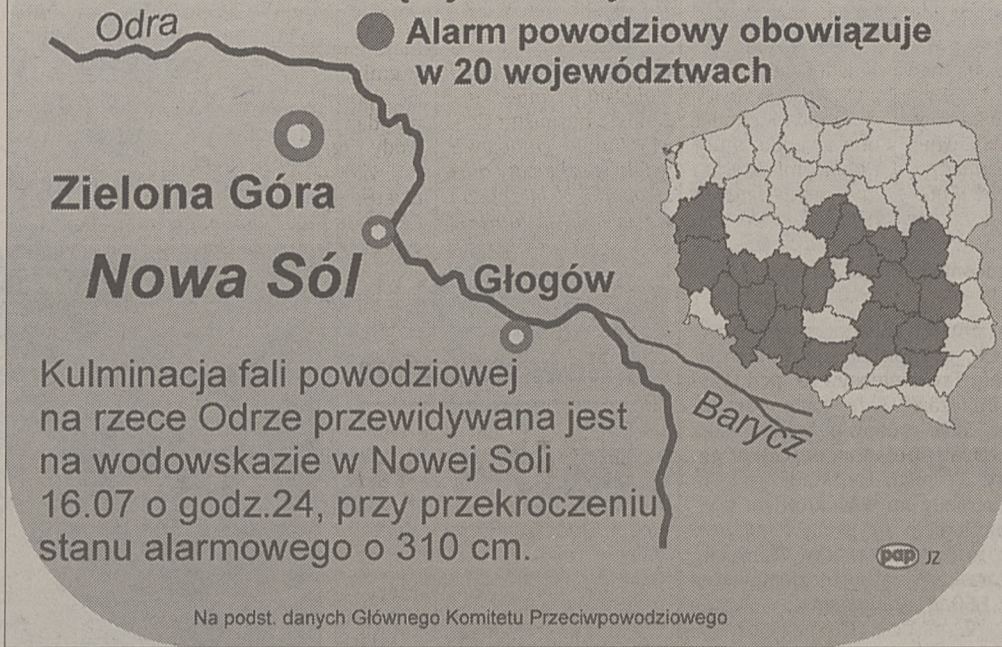 Odra
Alarm powodziowy obowiązuje
w 20 województwach
Zielona Góra
Nowa Sól
Głogów
Barycz
Kulminacja fali powodziowej
na rzece Odrze przewidywana jest
na wodowskazie w Nowej Soli
16.07 o godz.24, przy przekroczeniu
stanu alarmowego o 310 cm.
pap JZ
Na podst. danych Głównego Komitetu Przeciwpowodziowego